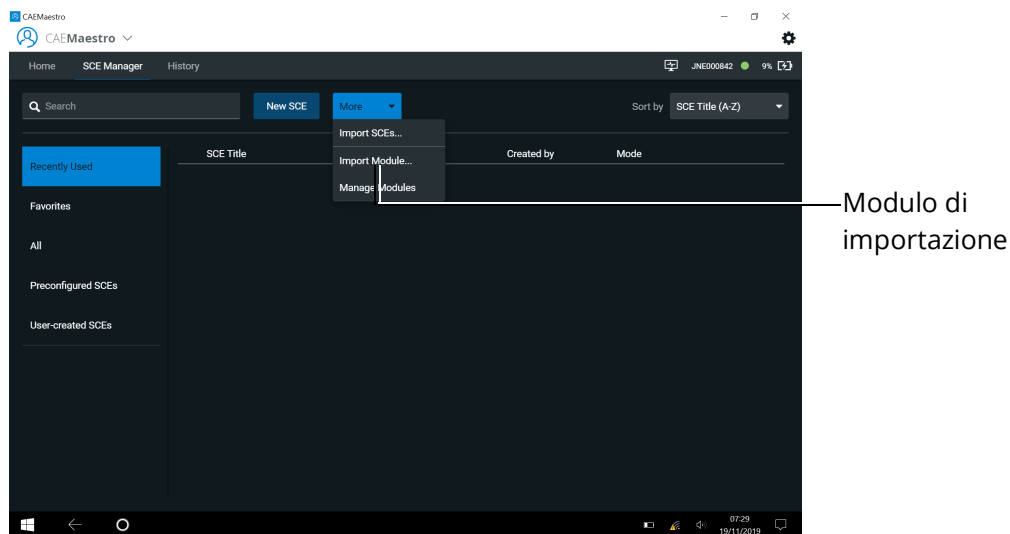 CAEMaestro
CAEMaestro
Home SCE Manager History JNE000842 9%
Search New SCE More Sort by SCE Title (A-Z)
Import SCEs...
SCE Title Created by Mode
Import Module...
Recently Used
Manage Modules
Favorites
Modulo di
importazione
All
Preconfigured SCEs
User-created SCEs
07:29
19/11/2019